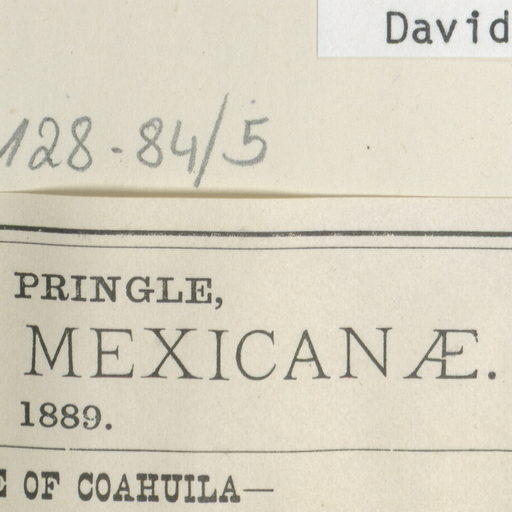 David
128-84/5
PRINGLE,
MEXICANÆ.
1889.
OF COAHUILA—